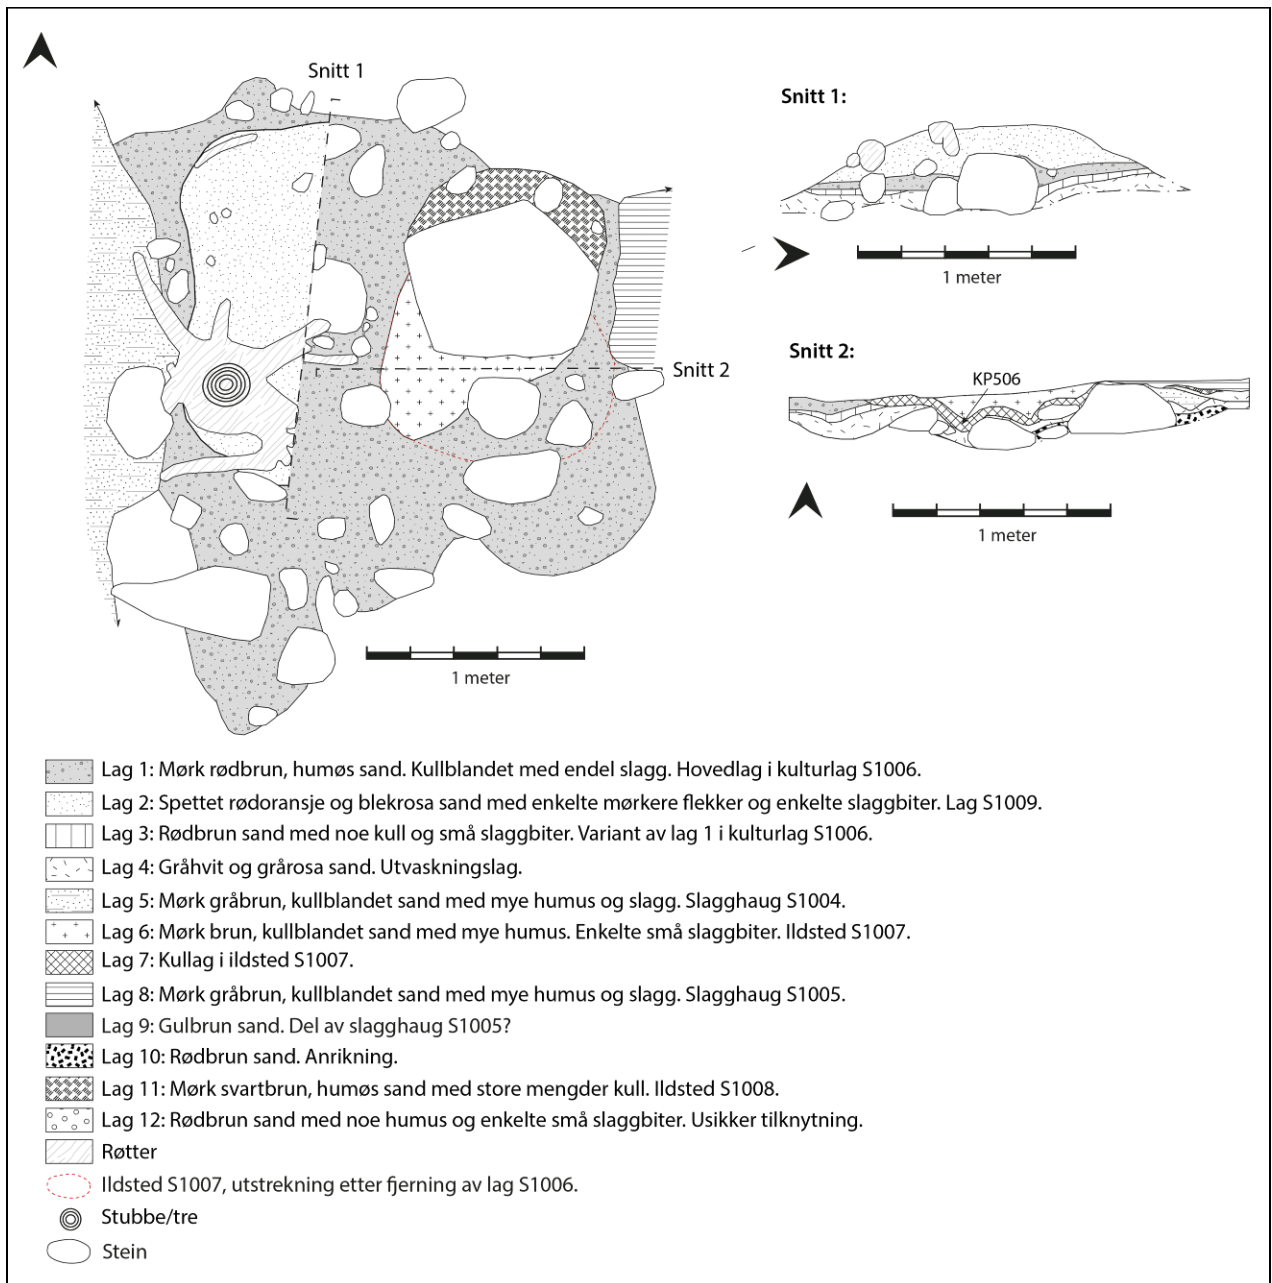 Snitt 1
Snitt 1:
1 meter
Snitt 2:
Snitt 2
KP506
1 meter
1 meter
Lag 1: Mørk rødbrun, humøs sand. Kullblandet med endel slagg. Hovedlag i kulturlag S1006.
Lag 2: Spettet rødoransje og blekrosa sand med enkelte mørkere flekker og enkelte slaggbiter. Lag S1009.
Lag 3: Rødbrun sand med noe kull og små slaggbiter. Variant av lag 1 i kulturlag S1006.
Lag 4: Gråhvit og grårosa sand. Utvaskningslag.
Lag 5: Mørk gråbrun, kullblandet sand med mye humus og slagg. Slagghaug S1004.
Lag 6: Mørk brun, kullblandet sand med mye humus. Enkelte små slaggbiter. Ildsted S1007.
Lag 7: Kullag i ildsted S1007.
Lag 8: Mørk gråbrun, kullblandet sand med mye humus og slagg. Slagghaug S1005.
Lag 9: Gulbrun sand. Del av slagghaug S1005?
Lag 10: Rødbrun sand. Anrikning.
Lag 11: Mørk svartbrun, humøs sand med store mengder kull. Ildsted S1008.
Lag 12: Rødbrun sand med noe humus og enkelte små slaggbiter. Usikker tilknytning.
Røtter
Ildsted S1007, utstrekning etter fjerning av lag S1006.
Stubbe/tre
Stein